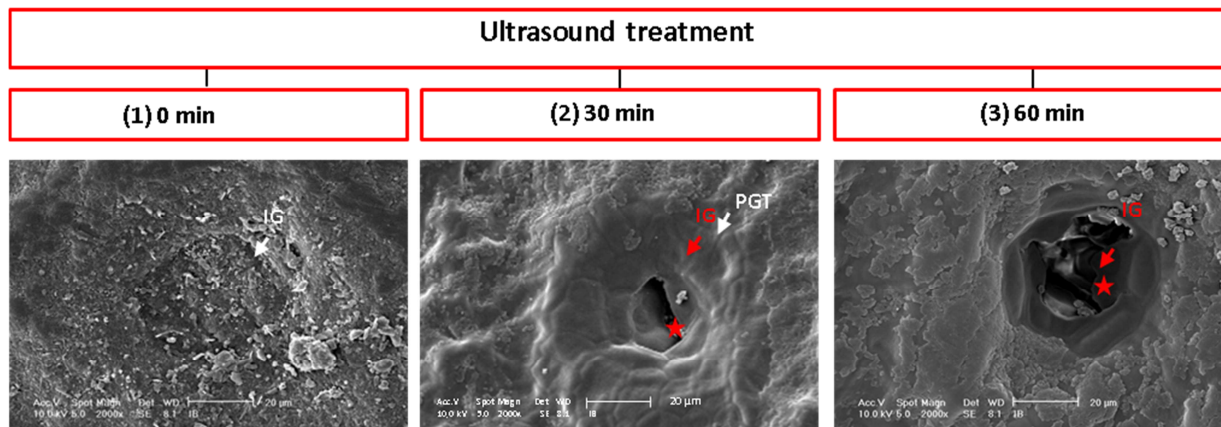 Ultrasound treatment
(1) 0 min
(2) 30 min
(3) 60 min
IG
IG
PGT
IG
Acc.V Spot Magn Det WD
10.0 kV 5.0 2000x SE 8.1 IB
20 µm
Acc.V Spot Magn Det WD
10.0 kV 5.0 2000x SE 8.1 IB
20 µm
Acc.V Spot Magn Det WD
10.0 kV 5.0 2000x SE 8.1 IB
20 µm